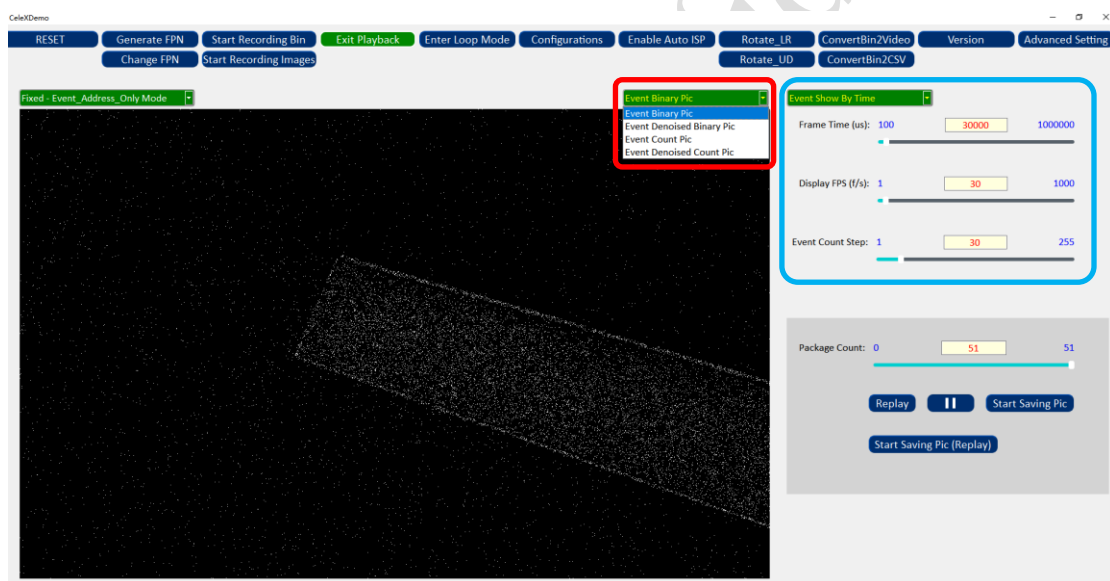 CeleXDemo
RESET Generate FPN Start Recording Bin Exit Playback Enter Loop Mode Configurations Enable Auto ISP Rotate_LR ConvertBin2Video Version Advanced Setting
Change FPN Start Recording Images Rotate_UD ConvertBin2CSV
Fixed - Event_Address_Only Mode Event Binary Pic Event Show By Time
Event Binary Pic
Event Denoised Binary Pic
Event Count Pic
Event Denoised Count Pic
Frame Time (us): 100 30000 1000000
Display FPS (f/s): 1 30 1000
Event Count Step: 1 30 255
Package Count: 0 51 51
Replay Start Saving Pic
Start Saving Pic (Replay)